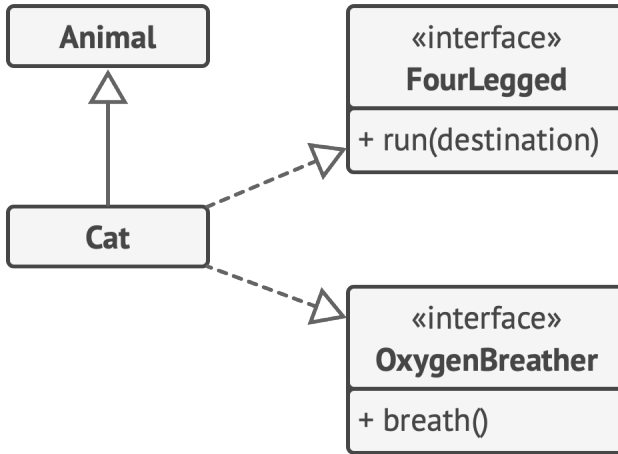 Animal
«interface»
FourLegged
+ run(destination)
Cat
«interface»
OxygenBreather
+ breath()